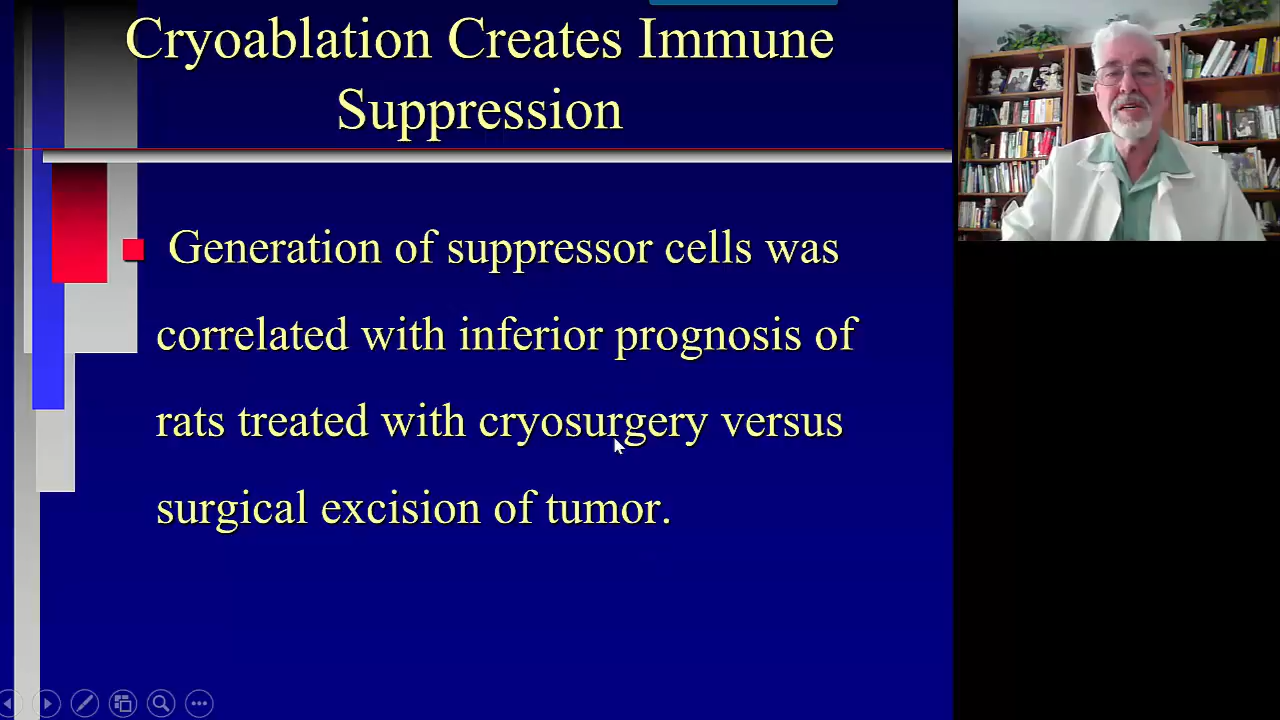 Cryoablation Creates Immune
Suppression
Generation of suppressor cells was
correlated with inferior prognosis of
rats treated with cryosurgery versus
surgical excision of tumor.